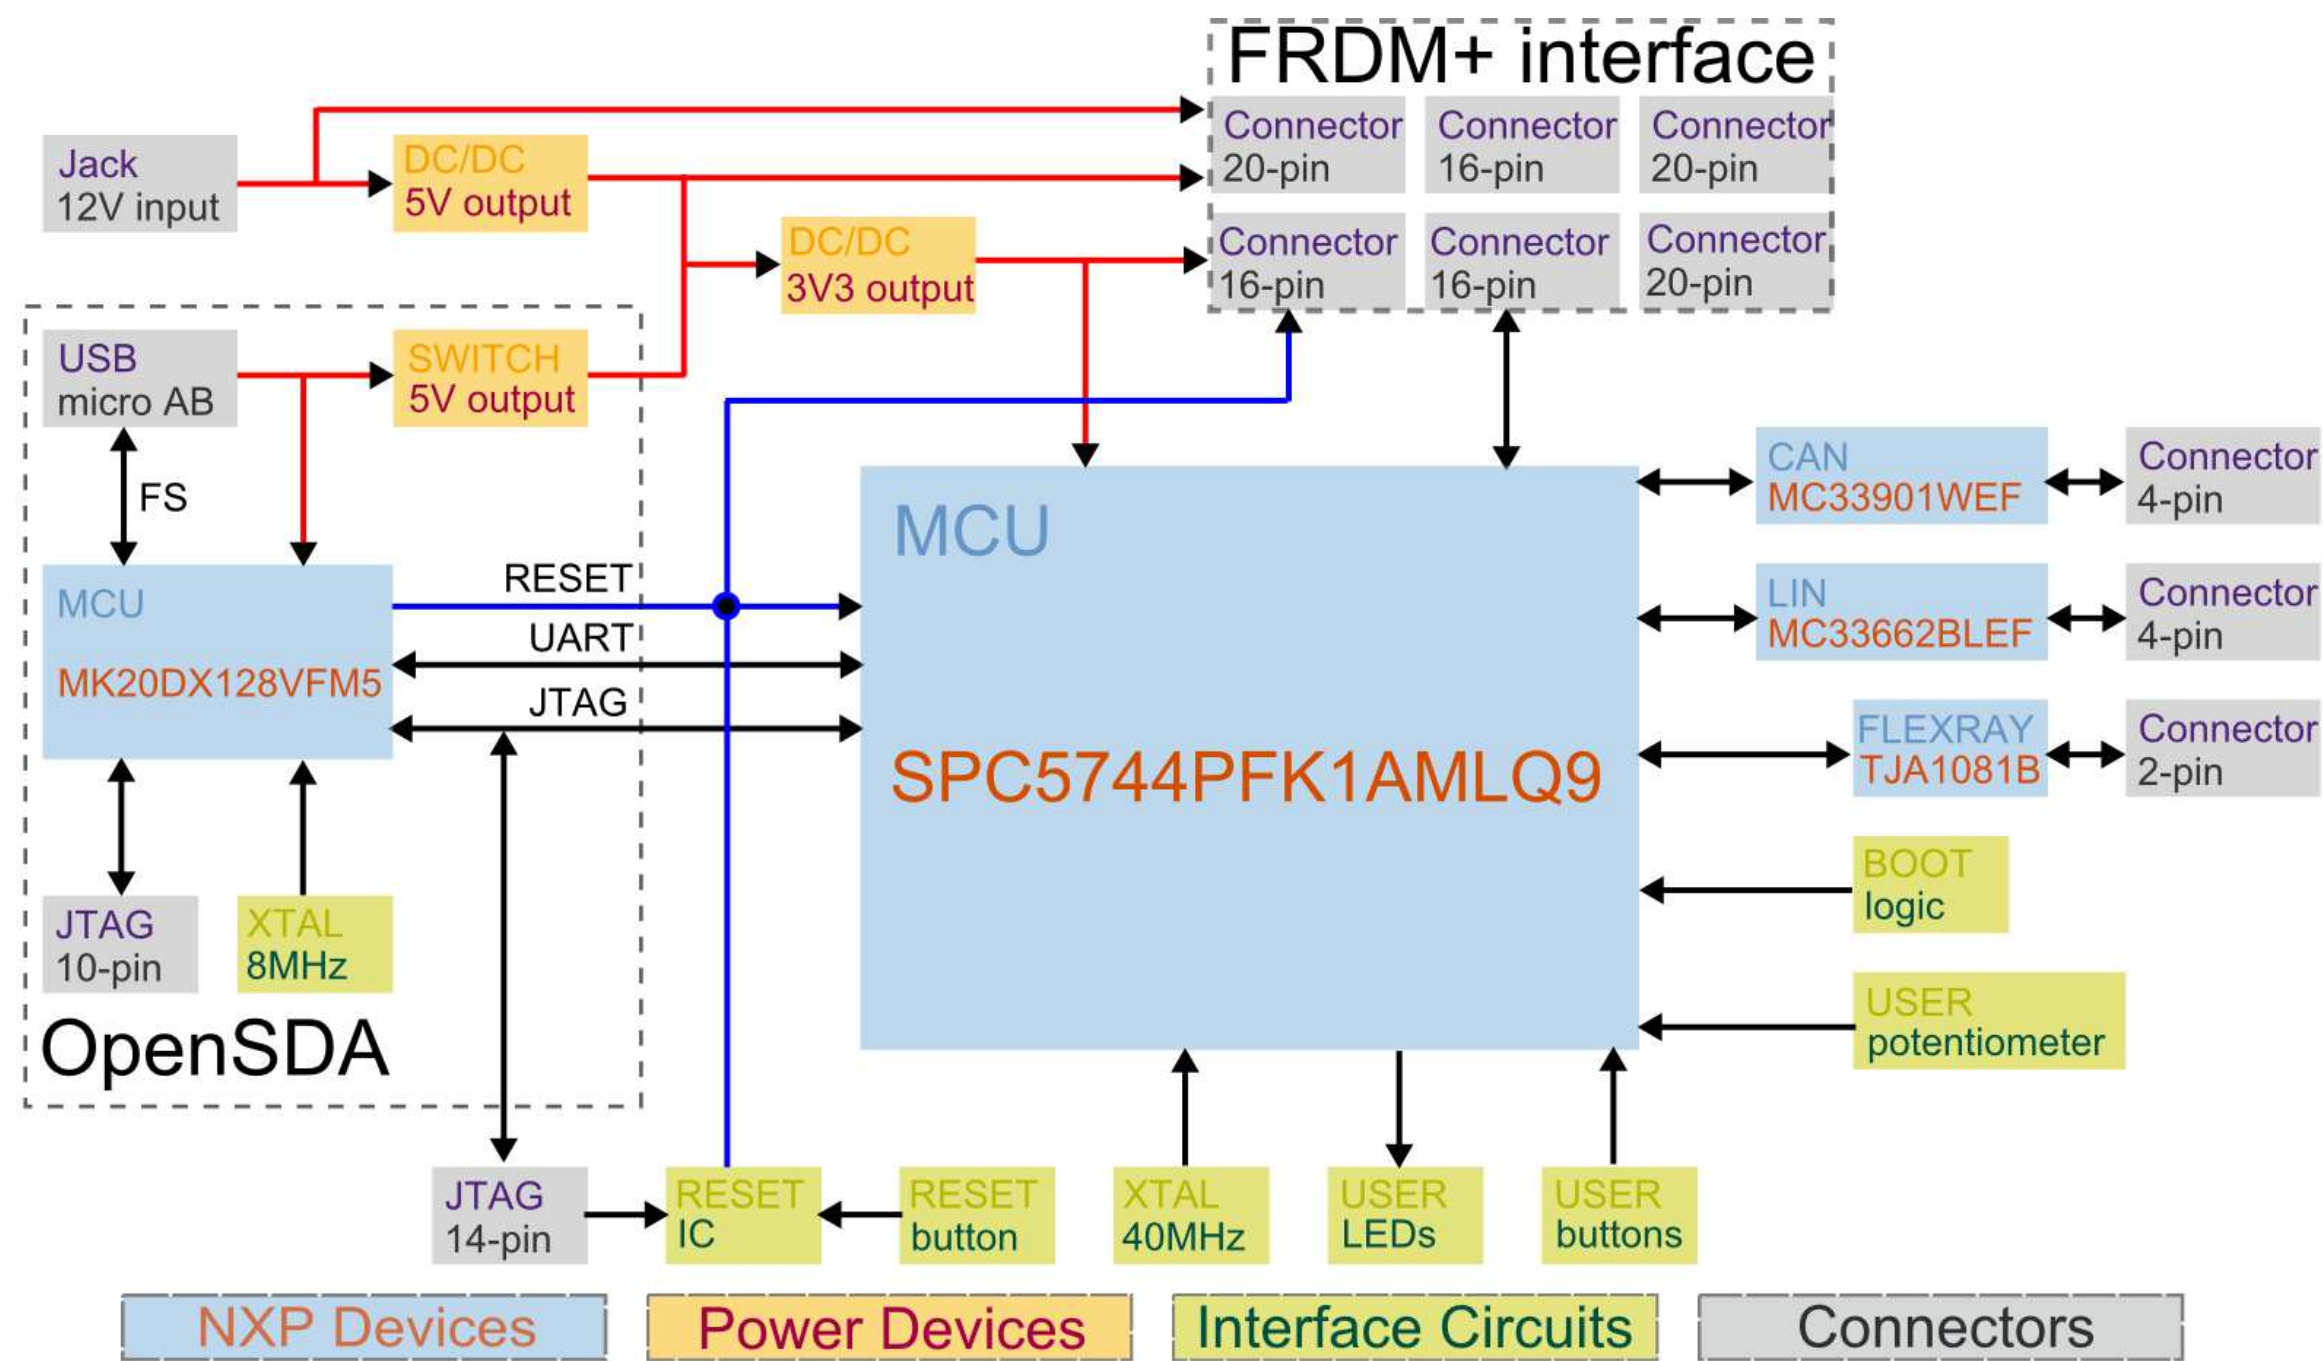 FRDM+ interface
Connector
20-pin
Connector
16-pin
Connector
20-pin
Connector
16-pin
Connector
16-pin
Connector
20-pin
Jack
12V input
DC/DC
5V output
DC/DC
3V3 output
USB
micro AB
SWITCH
5V output
FS
MCU
MK20DX128VFM5
RESET
UART
JTAG
JTAG
10-pin
XTAL
8MHz
OpenSDA
MCU
SPC5744PFK1AMLQ9
CAN
MC33901WEF
Connector
4-pin
LIN
MC33662BLEF
Connector
4-pin
FLEXRAY
TJA1081B
Connector
2-pin
BOOT
logic
USER
potentiometer
JTAG
14-pin
RESET
IC
RESET
button
XTAL
40MHz
USER
LEDs
USER
buttons
NXP Devices
Power Devices
Interface Circuits
Connectors